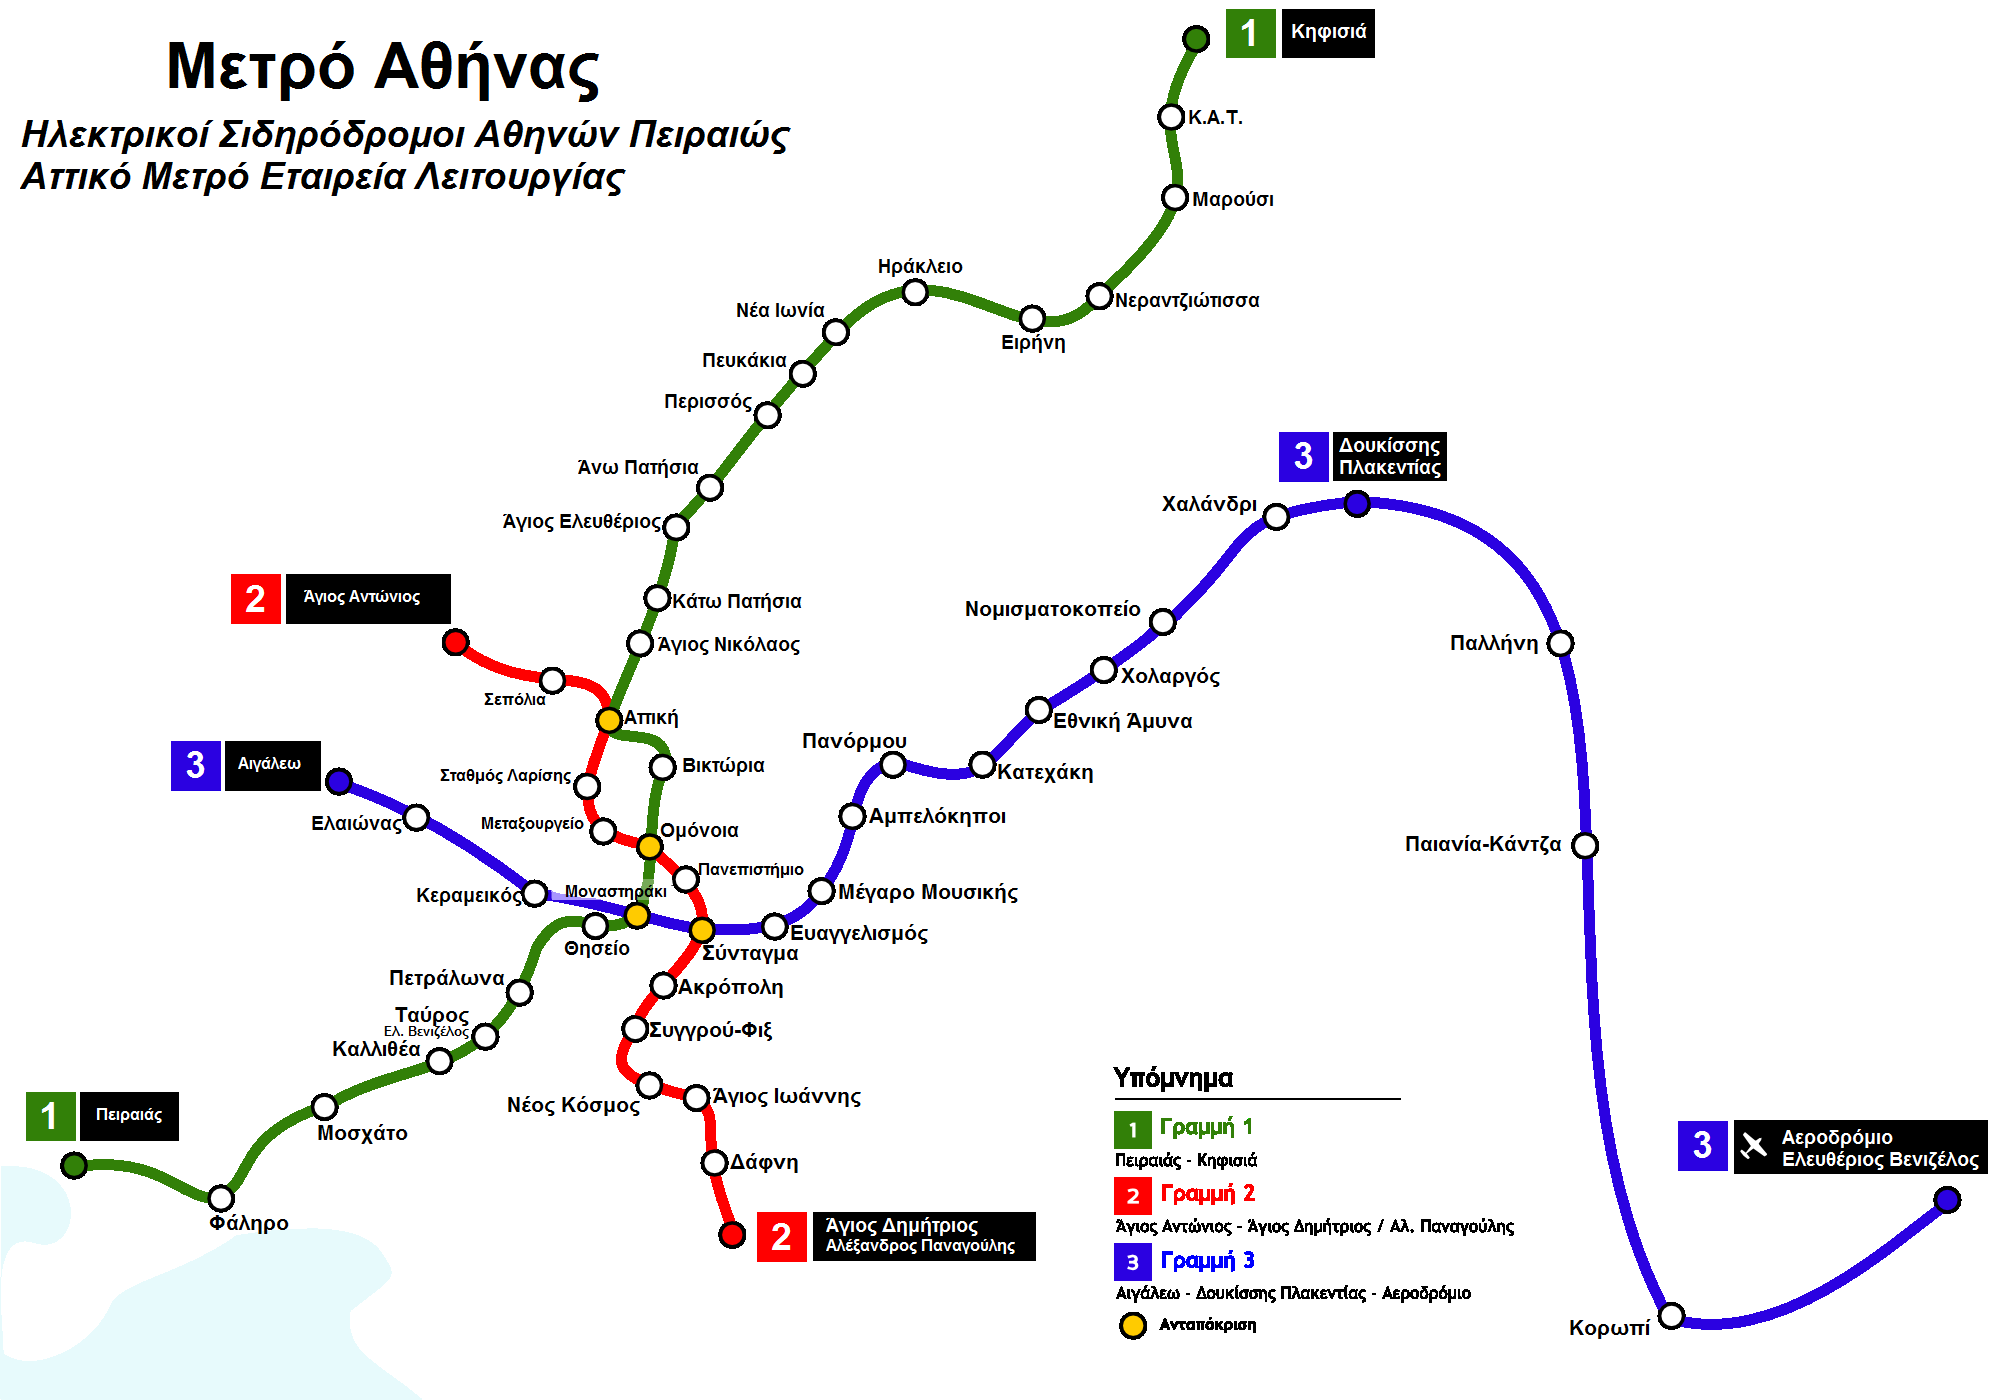 Μετρό Αθήνας
Ηλεκτρικοί Σιδηρόδρομοι Αθηνών Πειραιώς
Αττικό Μετρό Εταιρεία Λειτουργίας
1 Κηφισιά
Κ.Α.Τ.
Μαρούσι
Ηράκλειο
Νεραντζιώτισσα
Νέα Ιωνία
Ειρήνη
Πευκάκια
Περισσός
3 Δουκίσσης
Πλακεντίας
Άνω Πατήσια
Χαλάνδρι
Άγιος Ελευθέριος
2 Άγιος Αντώνιος
Κάτω Πατήσια
Νομισματοκοπείο
Άγιος Νικόλαος
Παλλήνη
Χολαργός
Σεπόλια
Αττική
Εθνική Άμυνα
Πανόρμου
3 Αιγάλεω
Βικτώρια
Κατεχάκη
Σταθμός Λαρίσης
Αμπελόκηποι
Ελαιώνας
Μεταξουργείο
Ομόνοια
Παιανία-Κάντζα
Πανεπιστήμιο
Κεραμεικός
Μοναστηράκι
Μέγαρο Μουσικής
Ευαγγελισμός
Θησείο
Σύνταγμα
Πετράλωνα
Ακρόπολη
Ταύρος
Ελ. Βενιζέλος
Συγγρού-Φιξ
Καλλιθέα
Νέος Κόσμος
Άγιος Ιωάννης
1 Πειραιάς
Μοσχάτο
Δάφνη
Φάληρο
2 Άγιος Δημήτριος
Αλέξανδρος Παναγούλης
Υπόμνημα
1 Γραμμή 1
Πειραιάς - Κηφισιά
2 Γραμμή 2
Άγιος Αντώνιος - Άγιος Δημήτριος / Αλ. Παναγούλης
3 Γραμμή 3
Αιγάλεω - Δουκίσσης Πλακεντίας - Αεροδρόμιο
Ανταπόκριση
3 Αεροδρόμιο
Ελευθέριος Βενιζέλος
Κορωπί